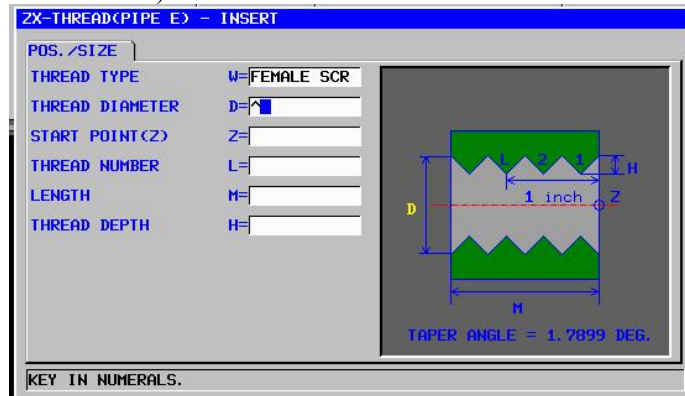 ZX-THREAD(PIPE E) - INSERT
POS./SIZE
THREAD TYPE W=FEMALE SCR
THREAD DIAMETER D=^
START POINT(Z) Z=
THREAD NUMBER L=
LENGTH M=
THREAD DEPTH H=
L 2 1 H
1 inch Z
D
M
TAPER ANGLE = 1.7899 DEG.
KEY IN NUMERALS.